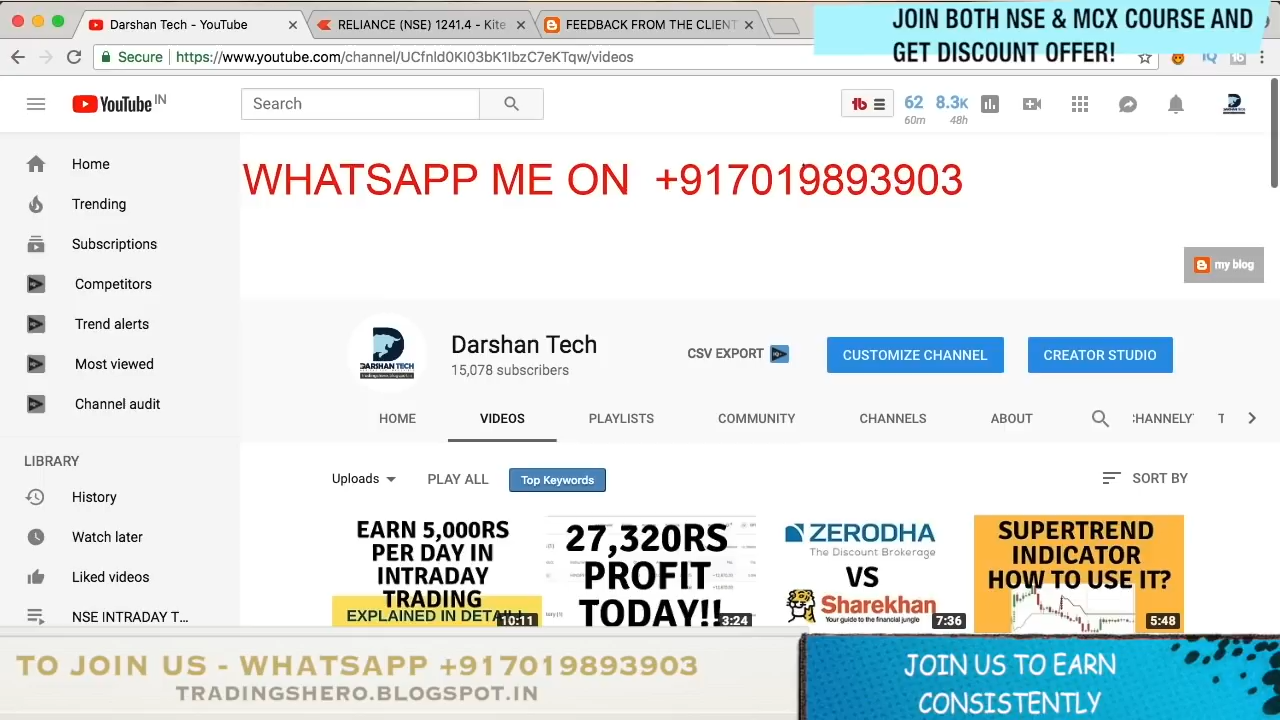 Darshan Tech - YouTube
RELIANCE (NSE) 1241.4 - Kite
FEEDBACK FROM THE CLIENT
JOIN BOTH NSE & MCX COURSE AND
GET DISCOUNT OFFER!
Secure
https://www.youtube.com/channel/UCfnld0Kl03bK1lbzC7eKTqw/videos
YouTube IN
Search
62 8.3K
60m 48h
WHATSAPP ME ON +917019893903
my blog
Home
Trending
Subscriptions
Competitors
Trend alerts
Most viewed
Channel audit
LIBRARY
History
Watch later
Liked videos
NSE INTRADAY T...
DARSHAN TECH
Darshan Tech
15,078 subscribers
CSV EXPORT
CUSTOMIZE CHANNEL
CREATOR STUDIO
HOME VIDEOS PLAYLISTS COMMUNITY CHANNELS ABOUT
Uploads PLAY ALL Top Keywords
SORT BY
EARN 5,000RS
PER DAY IN
INTRADAY
TRADING
EXPLAINED IN DETAIL
10:11
27,320RS
PROFIT
TODAY!!
3:24
ZERODHA
The Discount Brokerage
VS
Sharekhan
Your guide to the financial jungle
7:36
SUPERTREND
INDICATOR
HOW TO USE IT?
5:48
TO JOIN US - WHATSAPP +917019893903
TRADINGSHERO.BLOGSPOT.IN
JOIN US TO EARN
CONSISTENTLY